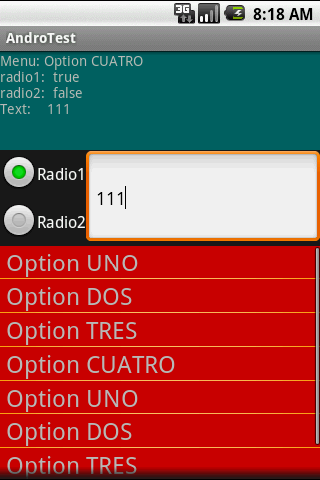 3G 8:18 AM
AndroTest
Menu: Option CUATRO
radio1: true
radio2: false
Text: 111
Radio1
111
Radio2
Option UNO
Option DOS
Option TRES
Option CUATRO
Option UNO
Option DOS
Option TRES